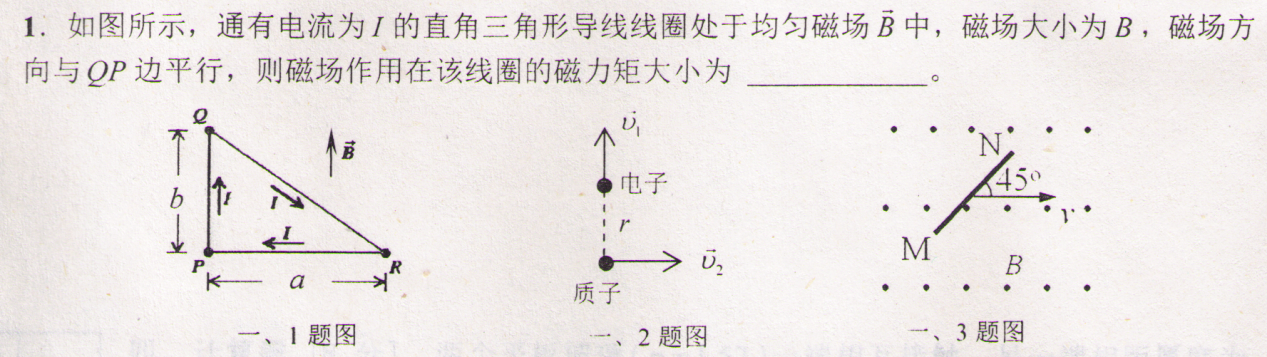 1. 如图所示，通有电流为 I 的直角三角形导线线圈处于均匀磁场 B⃗ 中，磁场大小为 B，磁场方
向与 QP 边平行，则磁场作用在该线圈的磁力矩大小为 ________ 。
Q
b
I
I
I
P
a
R
B⃗
一、1 题图
υ⃗₁
电子
r
υ⃗₂
质子
一、2 题图
N
45°
v
M
B
一、3 题图